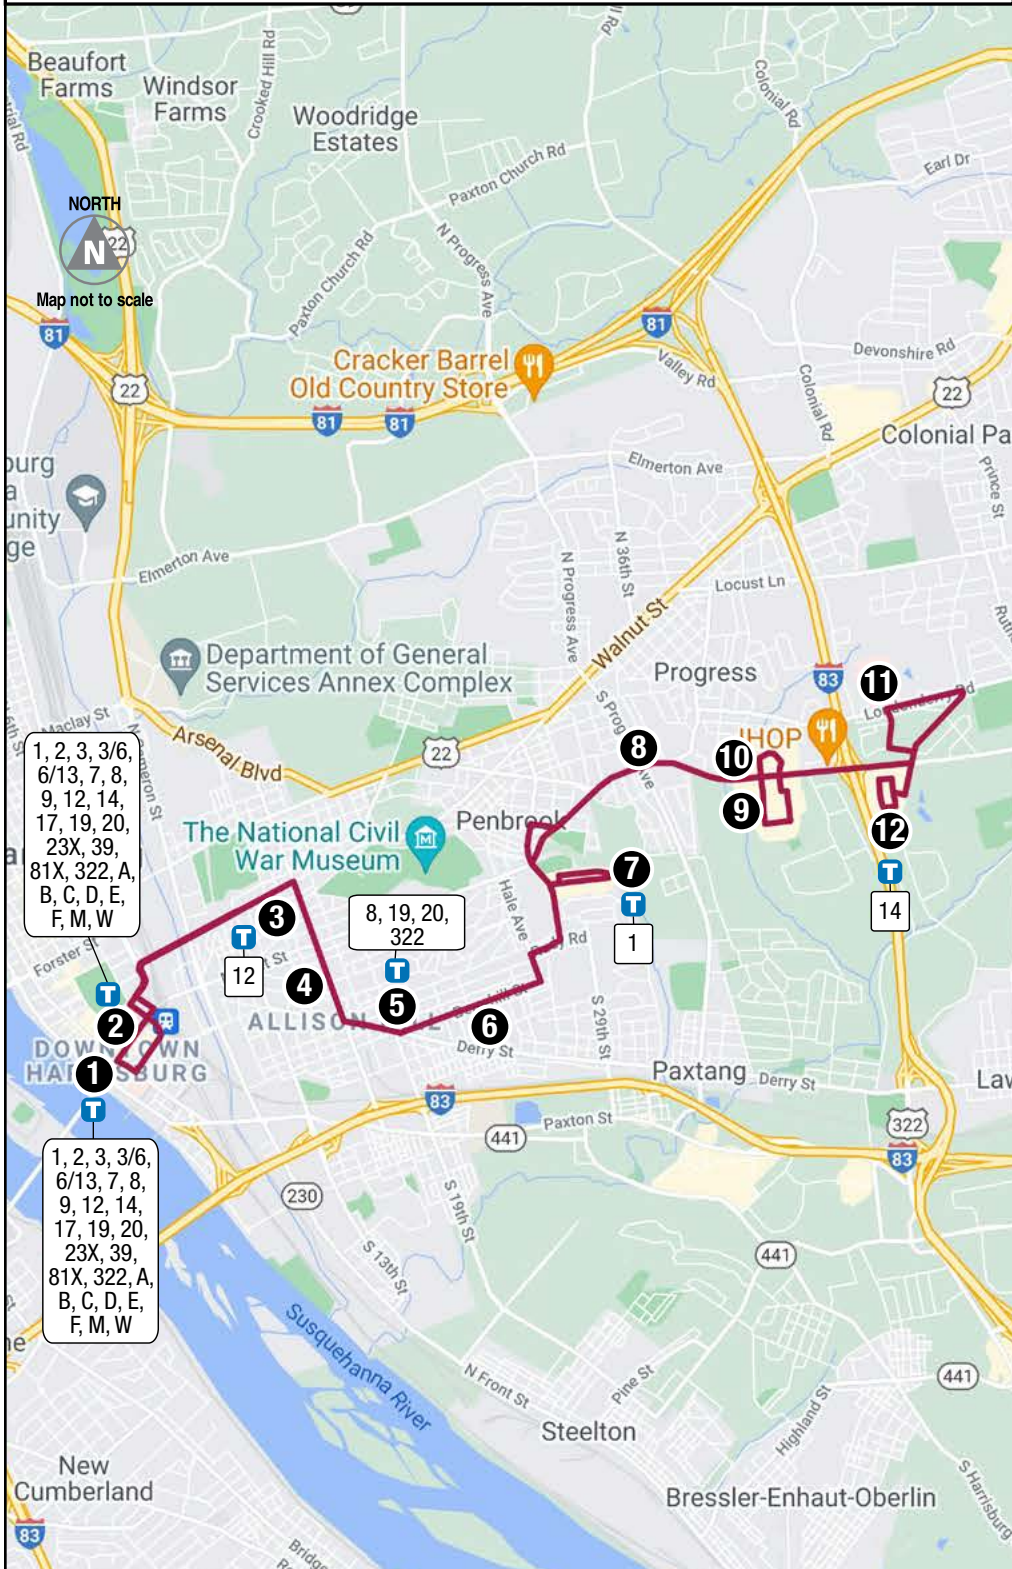 Beaufort
Farms
Windsor
Farms
Crooked Hill Rd
Woodridge
Estates
Colonial Rd
Earl Dr
Paxton Church Rd
NORTH
N
22
Map not to scale
N Progress Ave
Paxton Church Rd
81
81
Cracker Barrel
Old Country Store
Valley Rd
Devonshire Rd
22
22
81
81
Colonial Rd
Colonial Pa
Elmerton Ave
Prince St
Elmerton Ave
N 36th St
N Progress Ave
Locust Ln
Walnut St
Department of General
Services Annex Complex
Progress
83
11
Maclay St
Arsenal Blvd
22
8
10
IHOP
1, 2, 3, 3/6,
6/13, 7, 8,
9, 12, 14,
17, 19, 20,
23X, 39,
81X, 322, A,
B, C, D, E,
F, M, W
The National Civil
War Museum
Penbrook
9
12
7
T
T
14
1
Hale Ave
3
T
12
8, 19, 20,
322
T
Forster St
4
5
6
T
2
S 29th St
DOWNTOWN
Derry St
1
T
Paxtang
Derry St
83
Paxton St
441
322
83
1, 2, 3, 3/6,
6/13, 7, 8,
9, 12, 14,
17, 19, 20,
23X, 39,
81X, 322, A,
B, C, D, E,
F, M, W
230
S 19th St
S 13th St
441
Susquehanna River
N Front St
Pine St
441
Highland St
Steelton
New
Cumberland
Bressler-Enhaut-Oberlin
S Harrisburg
83